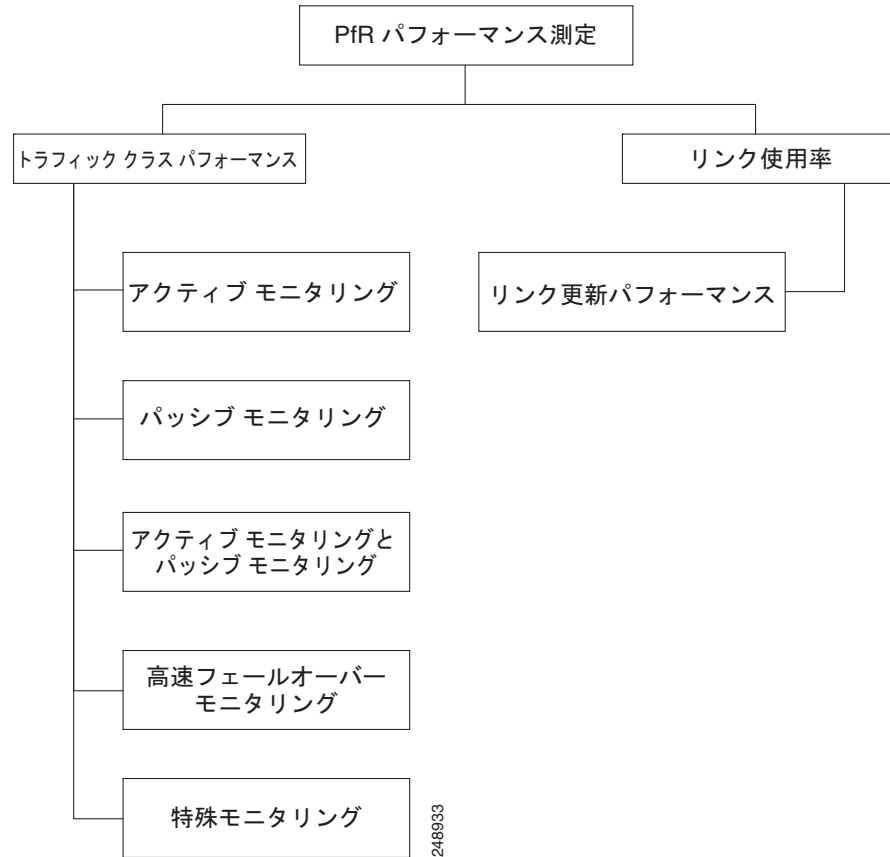 PfR パフォーマンス測定
トラフィック クラス パフォーマンス
リンク使用率
アクティブ モニタリング
リンク更新パフォーマンス
パッシブ モニタリング
アクティブ モニタリングと
パッシブ モニタリング
高速フェールオーバー
モニタリング
特殊モニタリング
248933